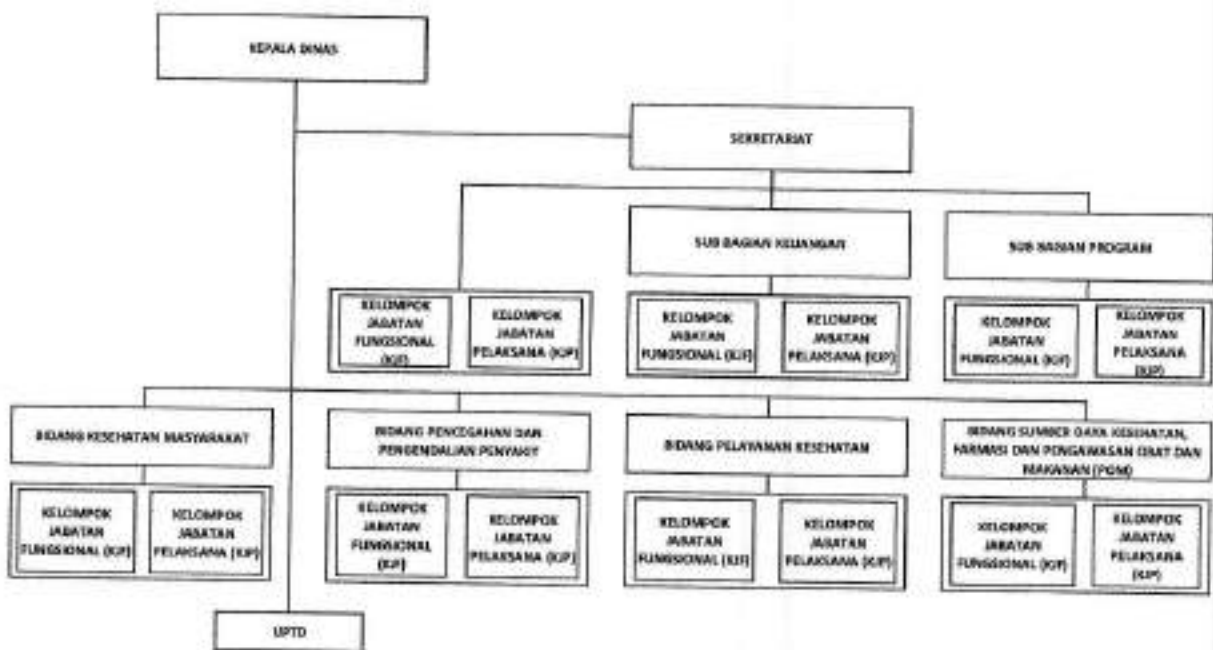 KEPALA DINAS
SEKRETARIAT
SUB BAGIAN KEUANGAN
SUB BAGIAN PROGRAM
KELOMPOK
JABATAN
FUNGSIONAL
(KJF)
KELOMPOK
JABATAN
PELAKSANA (KJP)
KELOMPOK
JABATAN
FUNGSIONAL (KJF)
KELOMPOK
JABATAN
PELAKSANA (KJP)
KELOMPOK
JABATAN
FUNGSIONAL (KJF)
KELOMPOK
JABATAN
PELAKSANA
(KJP)
BIDANG KESEHATAN MASYARAKAT
BIDANG PENCEGAHAN DAN
PENGENDALIAN PENYAKIT
BIDANG PELAYANAN KESEHATAN
BIDANG SUMBER DAYA KESEHATAN,
FARMASI DAN PENGAWASAN OBAT DAN
MAKANAN (POM)
KELOMPOK
JABATAN
FUNGSIONAL (KJF)
KELOMPOK
JABATAN
PELAKSANA (KJP)
KELOMPOK
JABATAN
FUNGSIONAL
(KJF)
KELOMPOK
JABATAN
PELAKSANA (KJP)
KELOMPOK
JABATAN
FUNGSIONAL (KJF)
KELOMPOK
JABATAN
PELAKSANA (KJP)
KELOMPOK
JABATAN
FUNGSIONAL (KJF)
KELOMPOK
JABATAN
PELAKSANA
(KJP)
UPTD